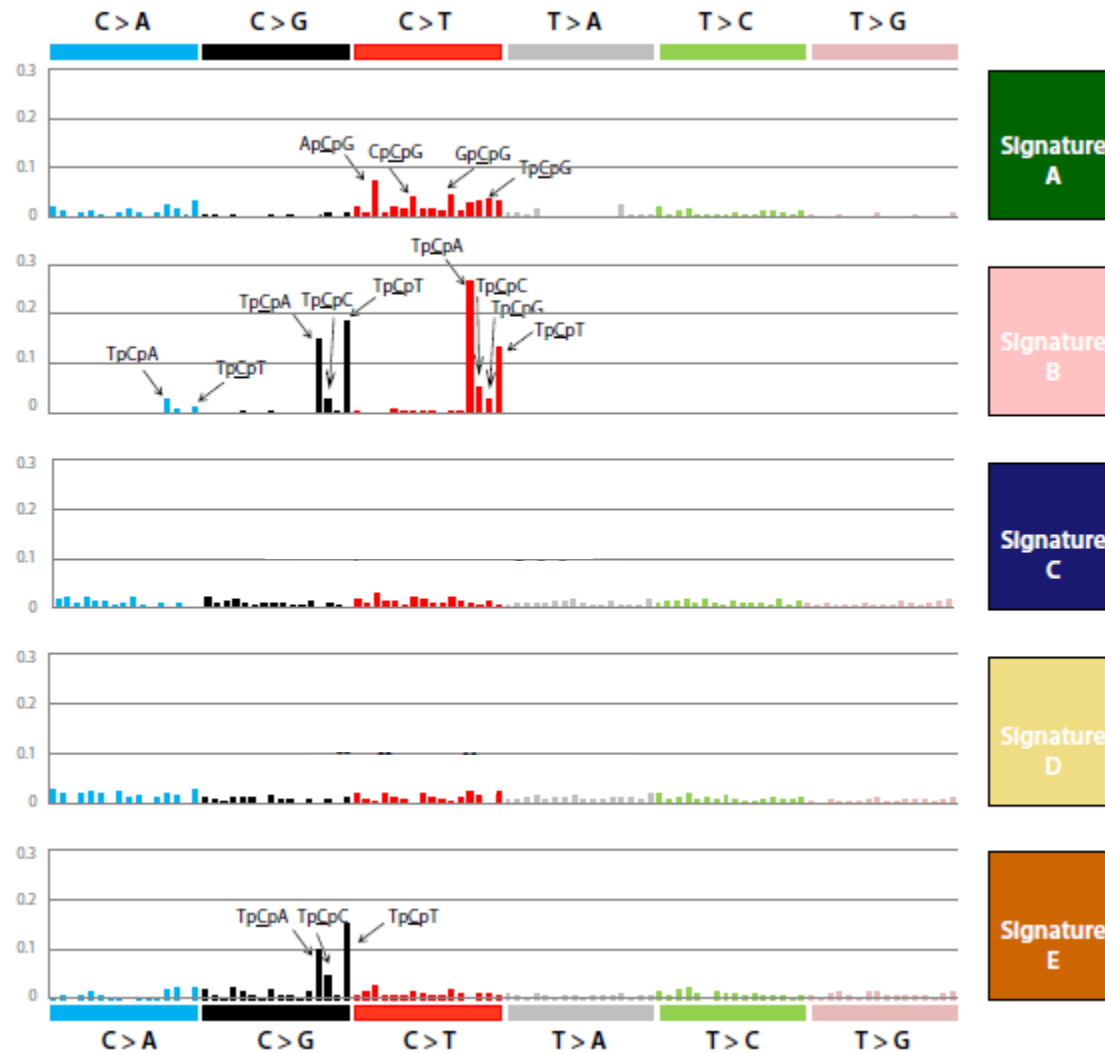 C > A C > G C > T T > A T > C T > G
0.3
0.2
0.1
0
ApCpG CpCpG GpCpG TpCpG
Signature
A
0.3
0.2
0.1
0
TpCpA
TpCpA TpCpC TpCpT TpCpC
TpCpG
TpCpT
TpCpA TpCpT
Signature
B
0.3
0.2
0.1
0
Signature
C
0.3
0.2
0.1
0
Signature
D
0.3
0.2
0.1
0
TpCpA TpCpC TpCpT
Signature
E
C > A C > G C > T T > A T > C T > G